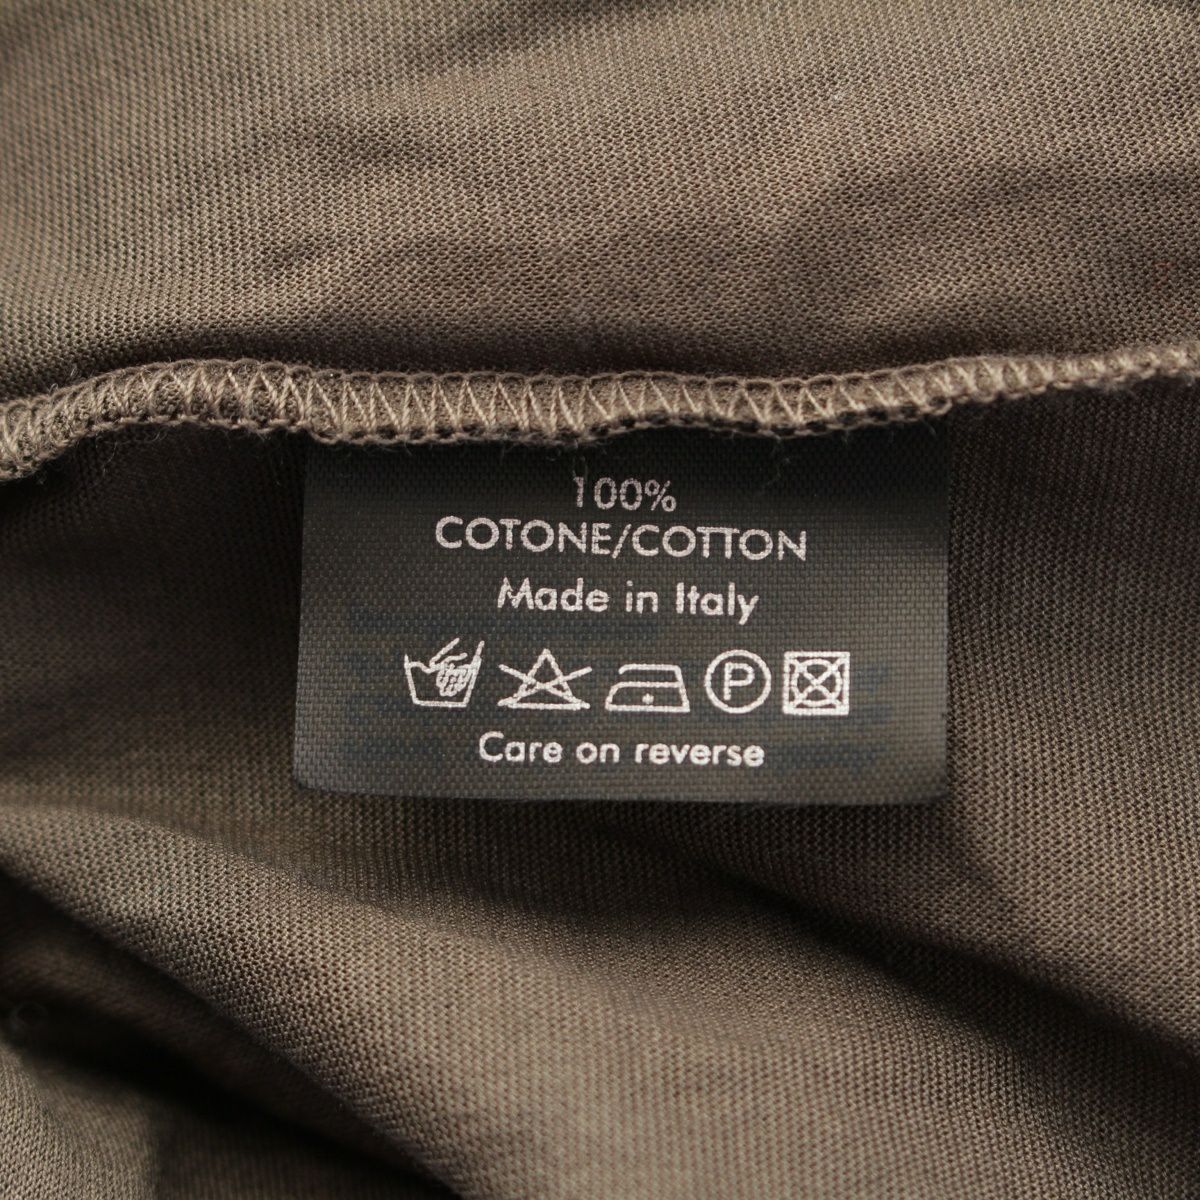 100%
COTONE/COTTON
Made in Italy
P
Care on reverse